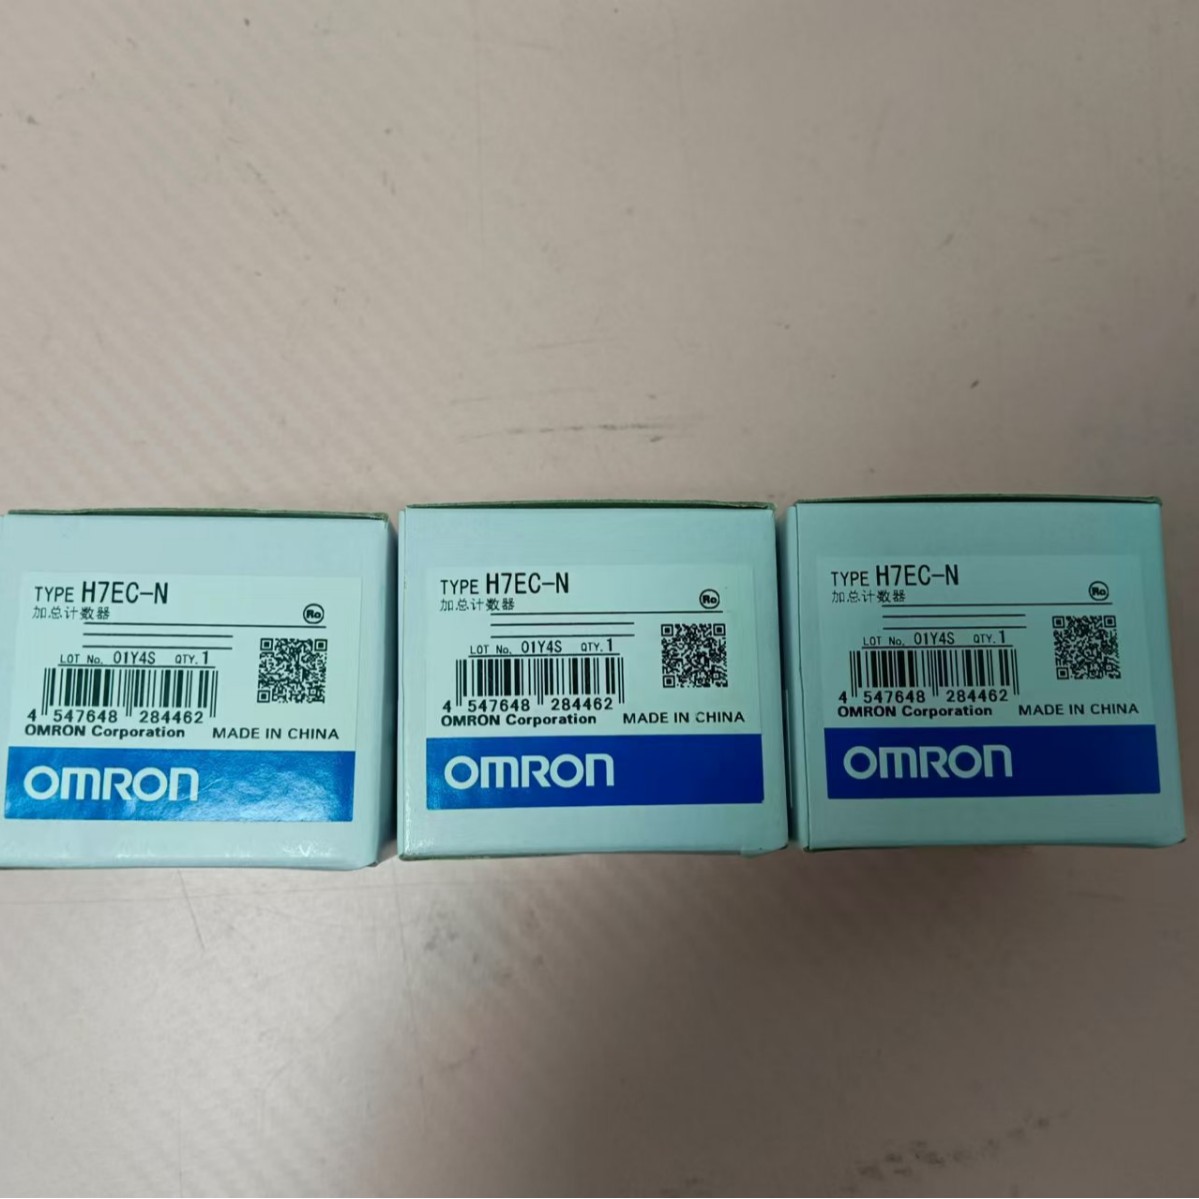 TYPE H7EC-N
加总计数器
Ro
LOT No. 01Y4S QTY. 1
4 547648 284462
OMRON Corporation MADE IN CHINA
OMRON
TYPE H7EC-N
加总计数器
Ro
LOT No. 01Y4S QTY. 1
4 547648 284462
OMRON Corporation MADE IN CHINA
OMRON
TYPE H7EC-N
加总计数器
Ro
LOT No. 01Y4S QTY. 1
4 547648 284462
OMRON Corporation MADE IN CHINA
OMRON